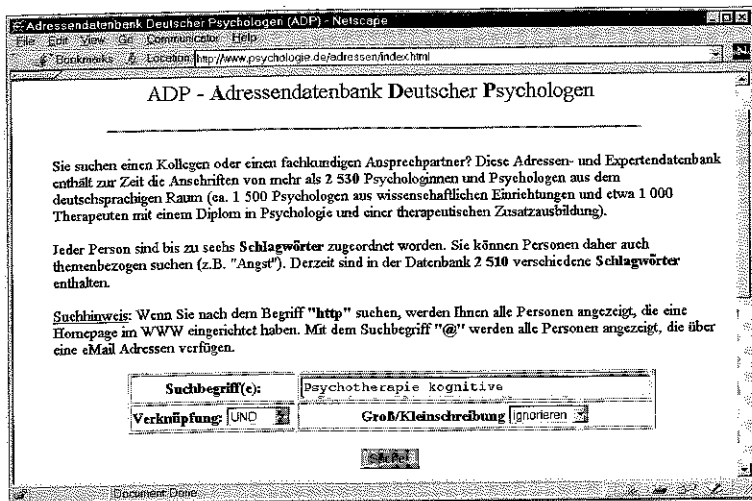 Adressendatenbank Deutscher Psychologen (ADP) - Netscape
File Edit View Go Communicator Help
Bookmarks Location: http://www.psychologie.de/adressen/index.html
ADP - Adressendatenbank Deutscher Psychologen
Sie suchen einen Kollegen oder einen fachkundigen Ansprechpartner? Diese Adressen- und Expertendatenbank
enthält zur Zeit die Anschriften von mehr als 2 530 Psychologinnen und Psychologen aus dem
deutschsprachigen Raum (ca. 1 500 Psychologen aus wissenschaftlichen Einrichtungen und etwa 1 000
Therapeuten mit einem Diplom in Psychologie und einer therapeutischen Zusatzausbildung).
Jeder Person sind bis zu sechs Schlagwörter zugeordnet worden. Sie können Personen daher auch
themenbezogen suchen (z.B. "Angst"). Derzeit sind in der Datenbank 2 510 verschiedene Schlagwörter
enthalten.
Suchhinweis: Wenn Sie nach dem Begriff "http" suchen, werden Ihnen alle Personen angezeigt, die eine
Homepage im WWW eingerichtet haben. Mit dem Suchbegriff "@" werden alle Personen angezeigt, die über
eine eMail Adressen verfügen.
Suchbegriff(e): Psychotherapie kognitive
Verknüpfung: UND Groß/Kleinschreibung ignorieren
Document Done